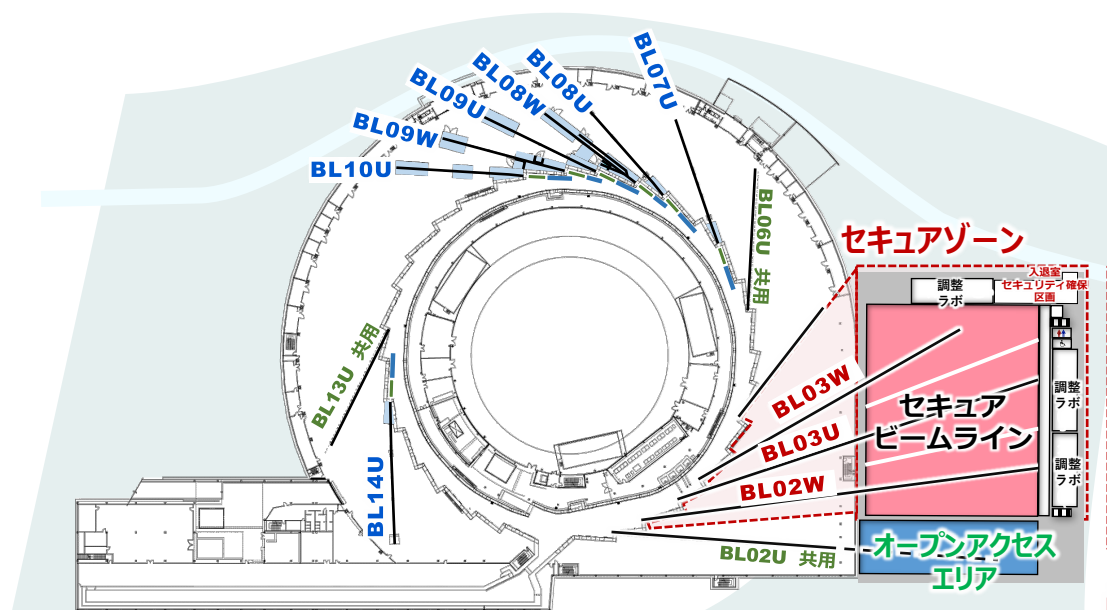 BL07U
BL08U
BL08W
BL09U
BL09W
BL10U
BL06U 共用
セキュアゾーン
入退室
セキュリティ確保
区画
調整
ラボ
BL13U 共用
BL03W
セキュア
ビームライン
調整
ラボ
BL03U
BL14U
BL02W
調整
ラボ
BL02U 共用
オープンアクセス
エリア